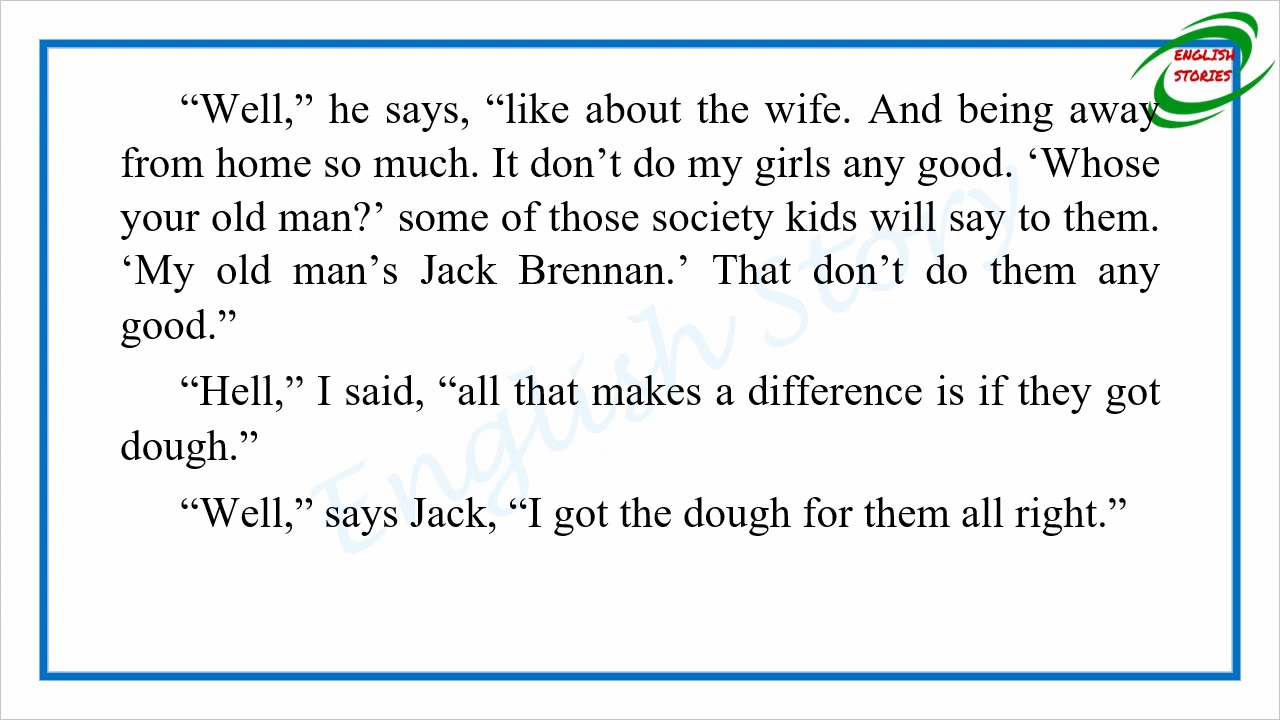 ENGLISH
STORIES
“Well,” he says, “like about the wife. And being away
from home so much. It don’t do my girls any good. ‘Whose
your old man?’ some of those society kids will say to them.
‘My old man’s Jack Brennan.’ That don’t do them any
good.”
“Hell,” I said, “all that makes a difference is if they got
dough.”
“Well,” says Jack, “I got the dough for them all right.”
English Story